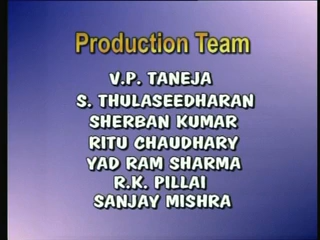 Production Team
V.P. TANEJA
S. THULASEEDHARAN
SHERBAN KUMAR
RITU CHAUDHARY
YAD RAM SHARMA
R.K. PILLAI
SANJAY MISHRA